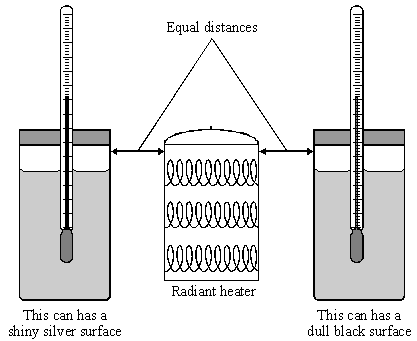 Equal distances
Radiant heater
This can has a
shiny silver surface
This can has a
dull black surface